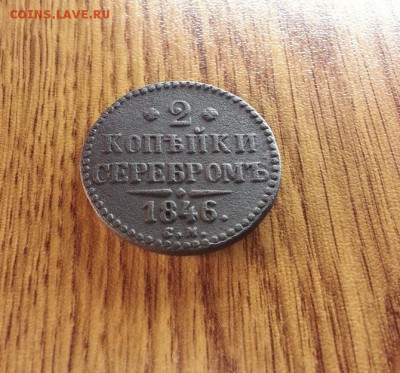 COINS.LAVE.RU
2
КОПѢЙКИ
СЕРЕБРОМЪ
1846.
С.М.